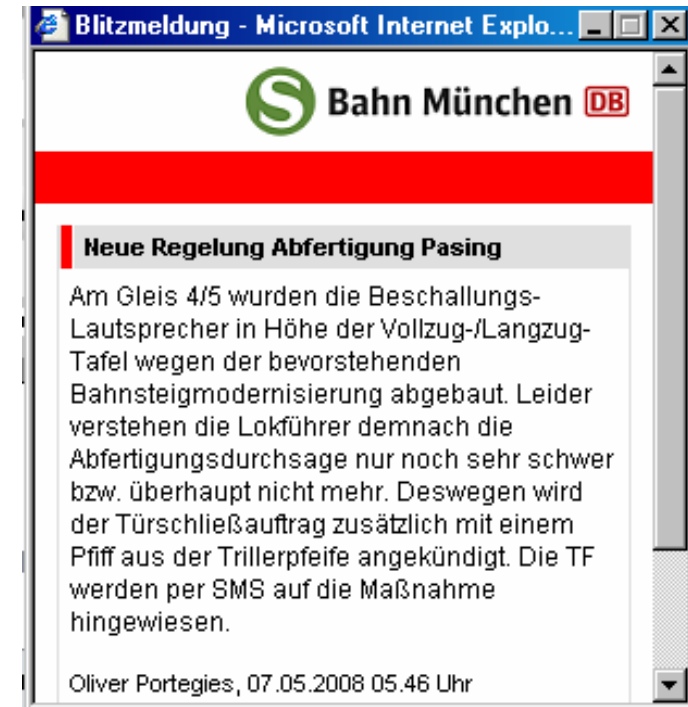 Blitzmeldung - Microsoft Internet Explo...
S Bahn München DB
Neue Regelung Abfertigung Pasing
Am Gleis 4/5 wurden die Beschallungs-
Lautsprecher in Höhe der Vollzug-/Langzug-
Tafel wegen der bevorstehenden
Bahnsteigmodernisierung abgebaut. Leider
verstehen die Lokführer demnach die
Abfertigungsdurchsage nur noch sehr schwer
bzw. überhaupt nicht mehr. Deswegen wird
der Türschließauftrag zusätzlich mit einem
Pfiff aus der Trillerpfeife angekündigt. Die TF
werden per SMS auf die Maßnahme
hingewiesen.
Oliver Portegies, 07.05.2008 05.46 Uhr